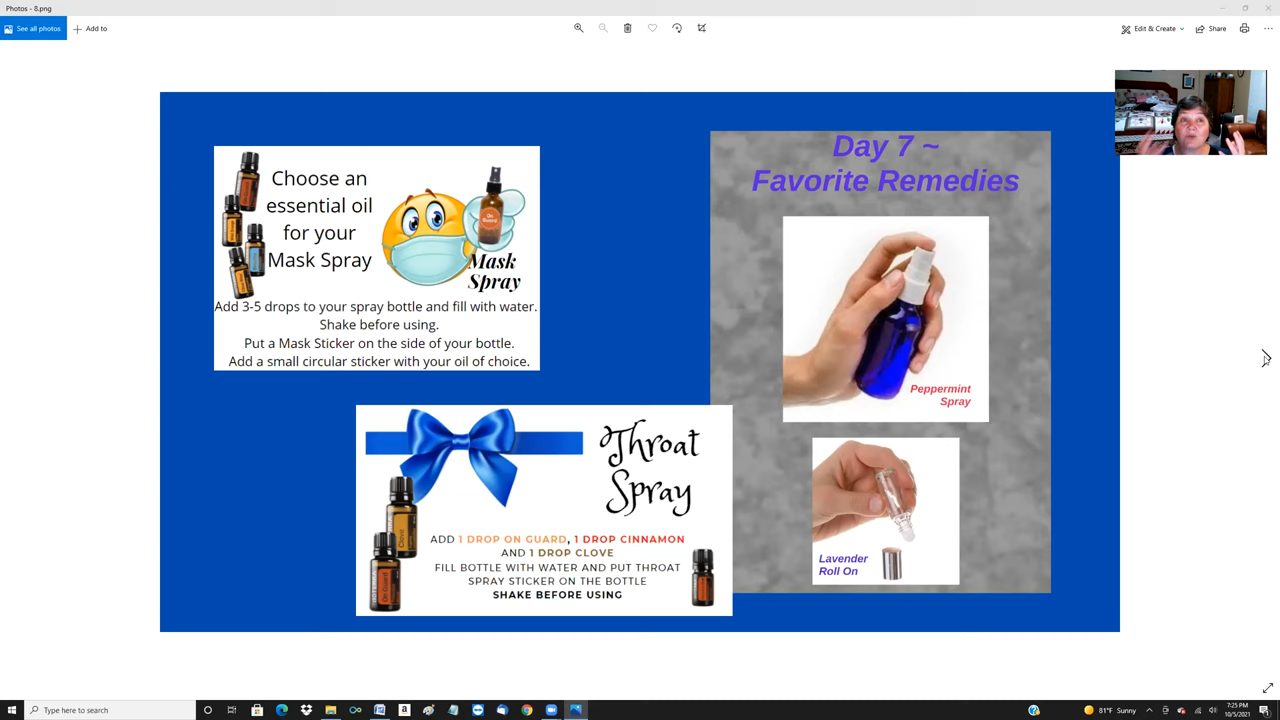 Photos - 8.png
See all photos
Add to
Edit & Create
Share
Choose an
essential oil
for your
Mask Spray
On Guard
Mask
Spray
Add 3-5 drops to your spray bottle and fill with water.
Shake before using.
Put a Mask Sticker on the side of your bottle.
Add a small circular sticker with your oil of choice.
Day 7 ~
Favorite Remedies
Peppermint
Spray
Lavender
Roll On
Throat
Spray
Clove
On Guard
ADD 1 DROP ON GUARD, 1 DROP CINNAMON
AND 1 DROP CLOVE
FILL BOTTLE WITH WATER AND PUT THROAT
SPRAY STICKER ON THE BOTTLE
SHAKE BEFORE USING
Type here to search
81°F Sunny
7:25 PM
10/5/2021